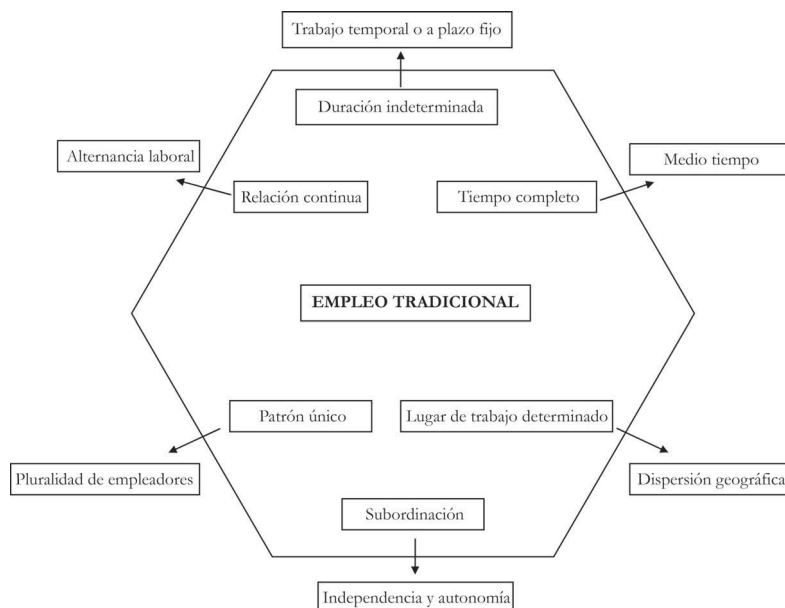 Trabajo temporal o a plazo fijo
Duración indeterminada
Alternancia laboral
Medio tiempo
Relación continua
Tiempo completo
EMPLEO TRADICIONAL
Patrón único
Lugar de trabajo determinado
Pluralidad de empleadores
Dispersión geográfica
Subordinación
Independencia y autonomía